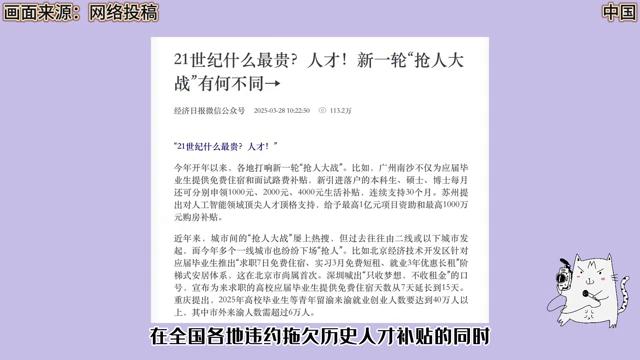 画面来源：网络投稿
中国
21世纪什么最贵？人才！新一轮“抢人大
战”有何不同→
经济日报微信公众号 2025-03-28 10:22:50 113.2万
“21世纪什么最贵？人才！”
今年开年以来，各地打响新一轮“抢人大战”。比如，广州南沙不仅为应届毕
业生提供免费住宿和面试路费补贴，新引进落户的本科生、硕士、博士每月
还可分别申领1000元、2000元、4000元生活补贴，连续支持30个月。苏州提
出对人工智能领域顶尖人才顶格支持，给予最高1亿元项目资助和最高1000万
元购房补贴。
近年来，城市间的“抢人大战”屡上热搜，但过去往往由二线或以下城市发
起，而今年多个一线城市也纷纷下场“抢人”。比如北京经济技术开发区针对
应届毕业生推出“求职7日免费住宿、实习3月免费短租、就业3年优惠长租”阶
梯式安居体系，这在北京市尚属首次。深圳喊出“只收梦想，不收租金”的口
号，宣布为来求职的高校应届毕业生提供免费住宿天数从7天延长到15天。
重庆提出，2025年高校毕业生等青年留渝来渝就业创业人数要达到40万人以
上，其中市外来渝人数需超过6万人。
在全国各地违约拖欠历史人才补贴的同时